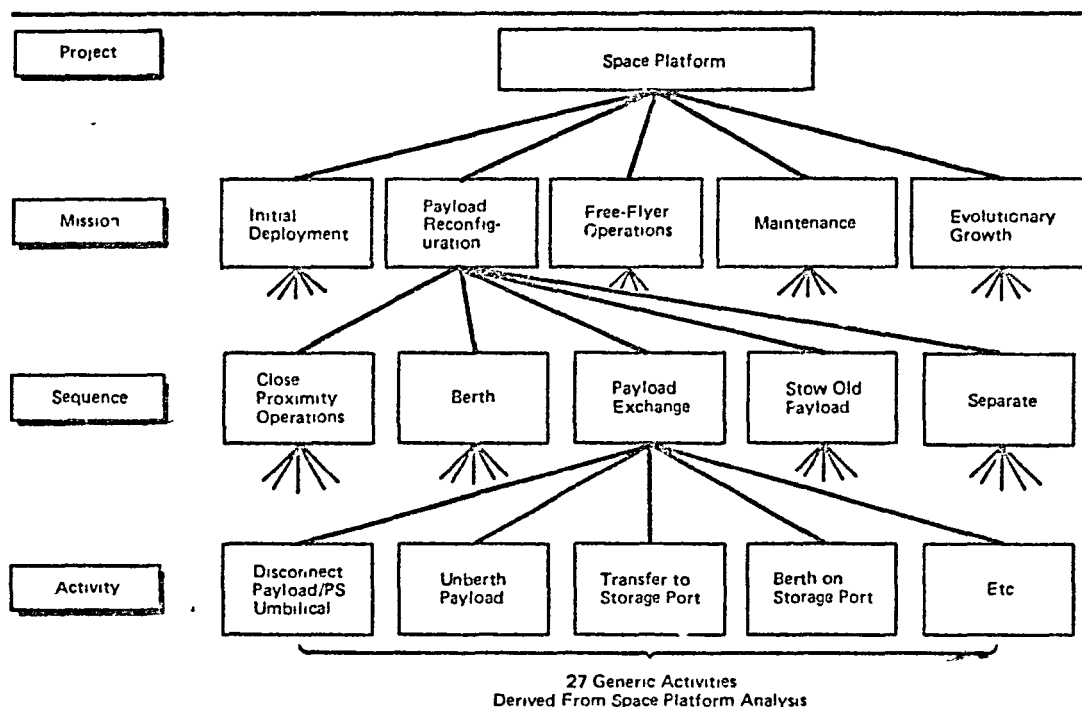 Project
Space Platform
Mission
Initial
Deployment
Payload
Reconfig-
uration
Free-Flyer
Operations
Maintenance
Evolutionary
Growth
Sequence
Close
Proximity
Operations
Berth
Payload
Exchange
Stow Old
Payload
Separate
Activity
Disconnect
Payload/PS
Umbilical
Unberth
Payload
Transfer to
Storage Port
Berth on
Storage Port
Etc
27 Generic Activities
Derived From Space Platform Analysis